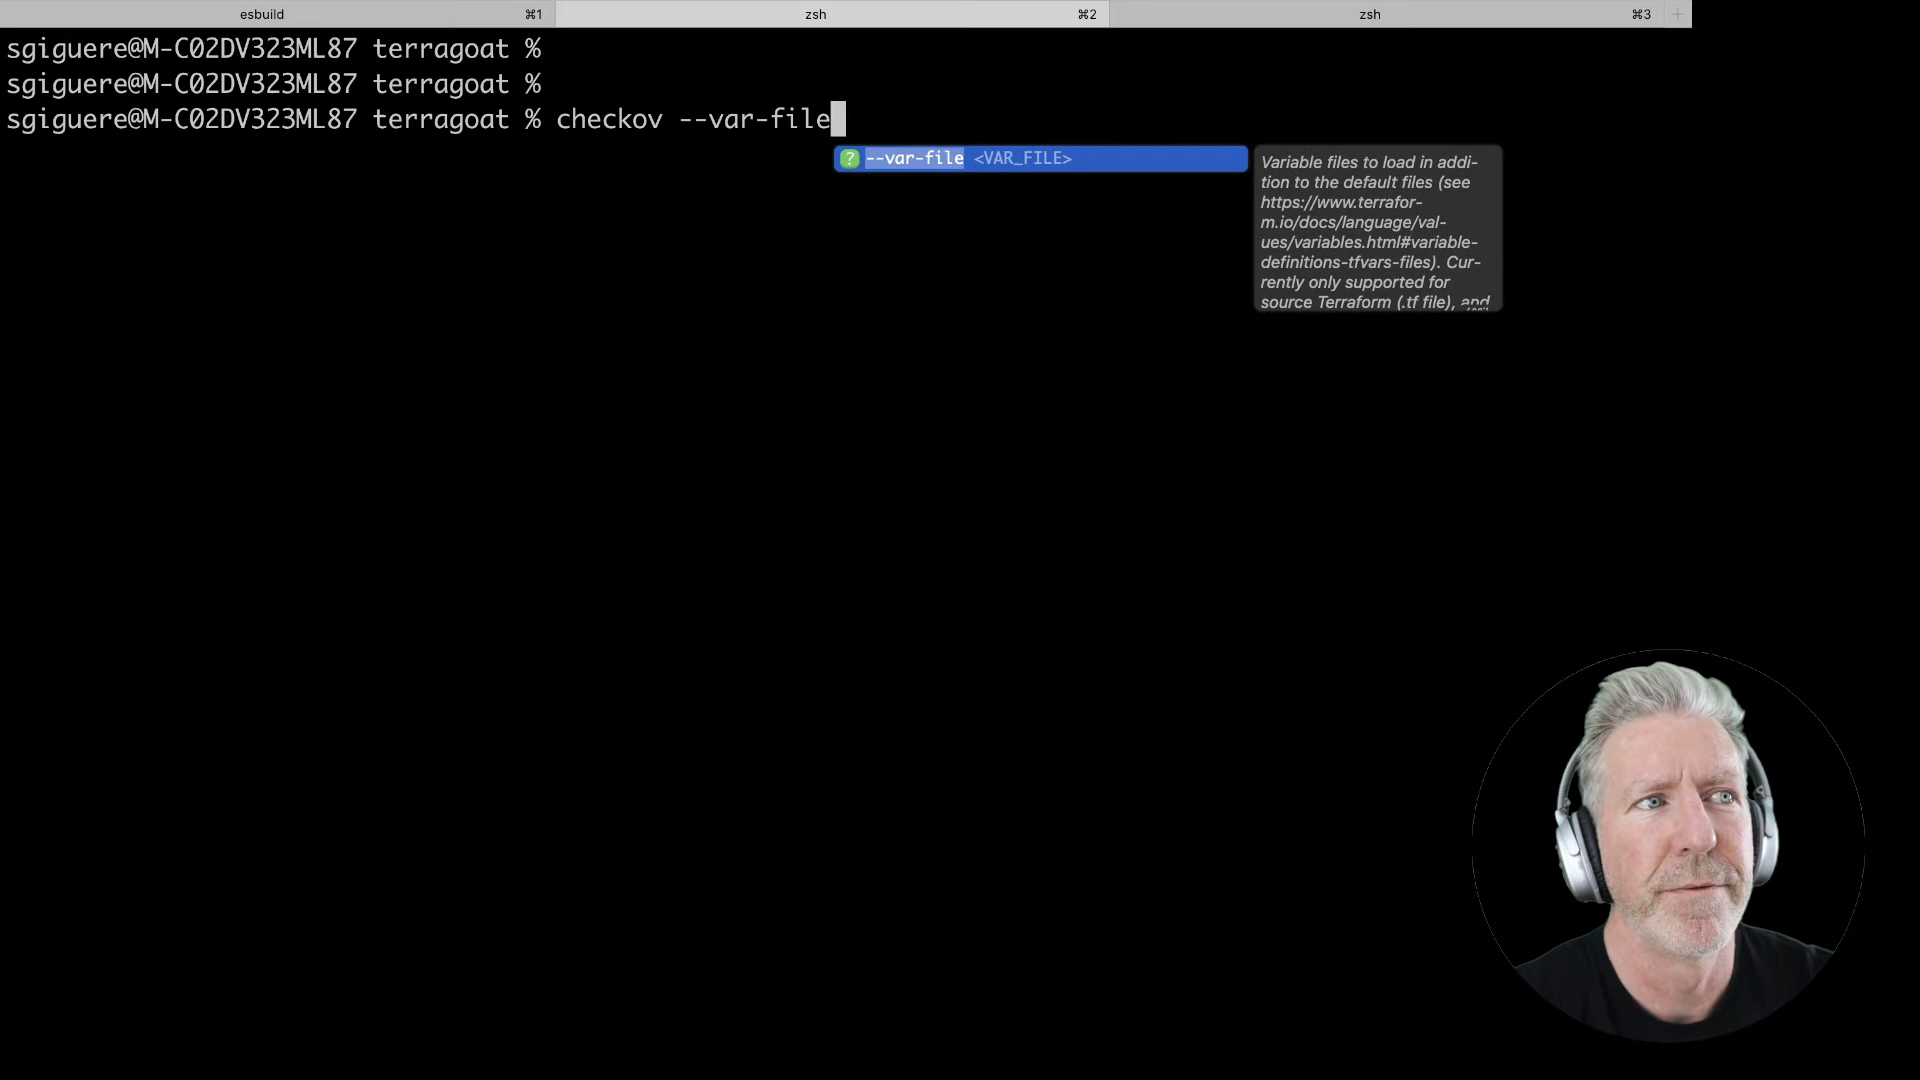 esbuild ⌘1 zsh ⌘2 zsh ⌘3 +
sgiguere@M-C02DV323ML87 terragoat %
sgiguere@M-C02DV323ML87 terragoat %
sgiguere@M-C02DV323ML87 terragoat % checkov --var-file
? --var-file <VAR_FILE>
Variable files to load in addi-
tion to the default files (see
https://www.terrafor-
m.io/docs/language/val-
ues/variables.html#variable-
definitions-tfvars-files). Cur-
rently only supported for
source Terraform (.tf file), and